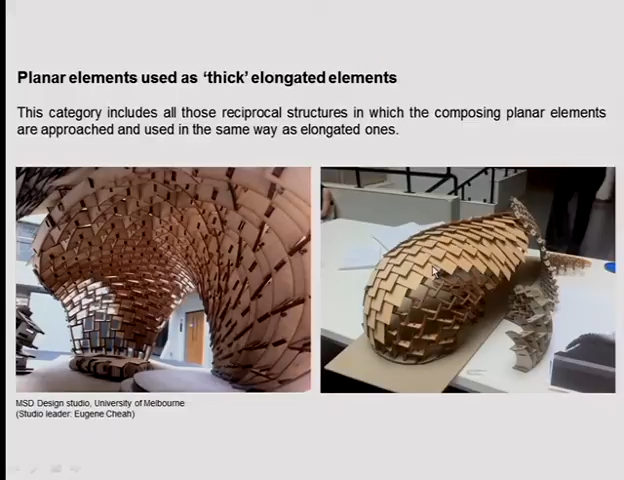 Planar elements used as ‘thick’ elongated elements
This category includes all those reciprocal structures in which the composing planar elements
are approached and used in the same way as elongated ones.
MSD Design studio, University of Melbourne
(Studio leader: Eugene Cheah)